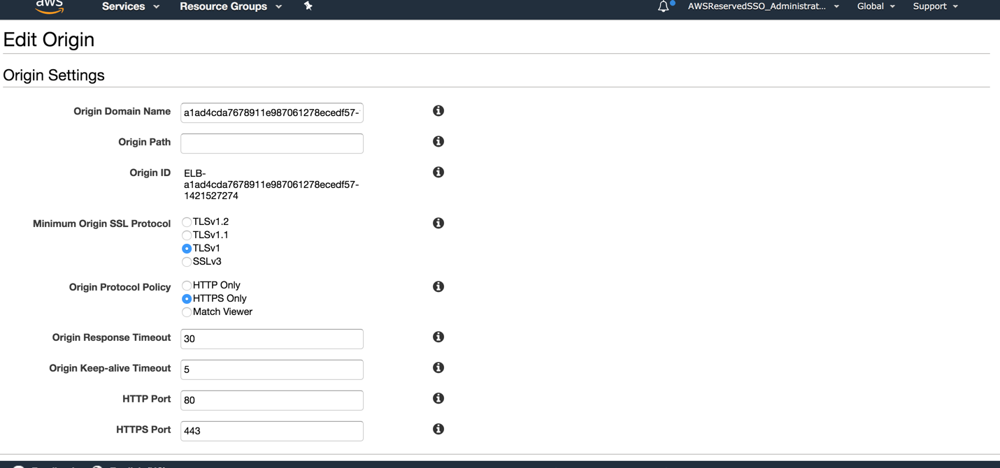 aws
Services
Resource Groups
AWSReservedSSO_Administrat...
Global
Support
Edit Origin
Origin Settings
Origin Domain Name
a1ad4cda7678911e987061278ecedf57-
Origin Path
Origin ID
ELB-
a1ad4cda7678911e987061278ecedf57-
1421527274
Minimum Origin SSL Protocol
TLSv1.2
TLSv1.1
TLSv1
SSLv3
Origin Protocol Policy
HTTP Only
HTTPS Only
Match Viewer
Origin Response Timeout
30
Origin Keep-alive Timeout
5
HTTP Port
80
HTTPS Port
443